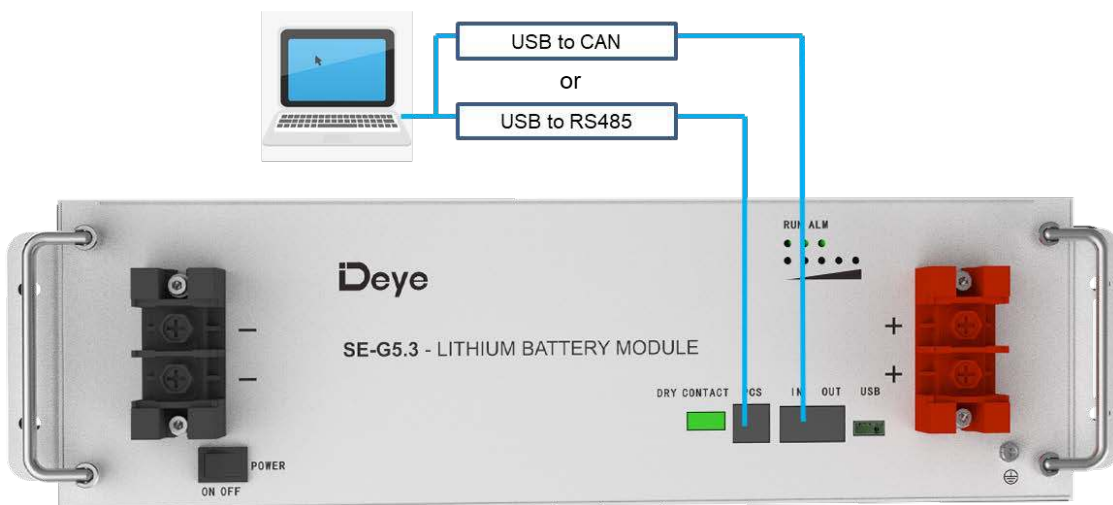 USB to CAN
or
USB to RS485
RUN ALM
Deye
SE-G5.3 - LITHIUM BATTERY MODULE
- +
- +
DRY CONTACT PCS IN OUT USB
POWER
ON OFF